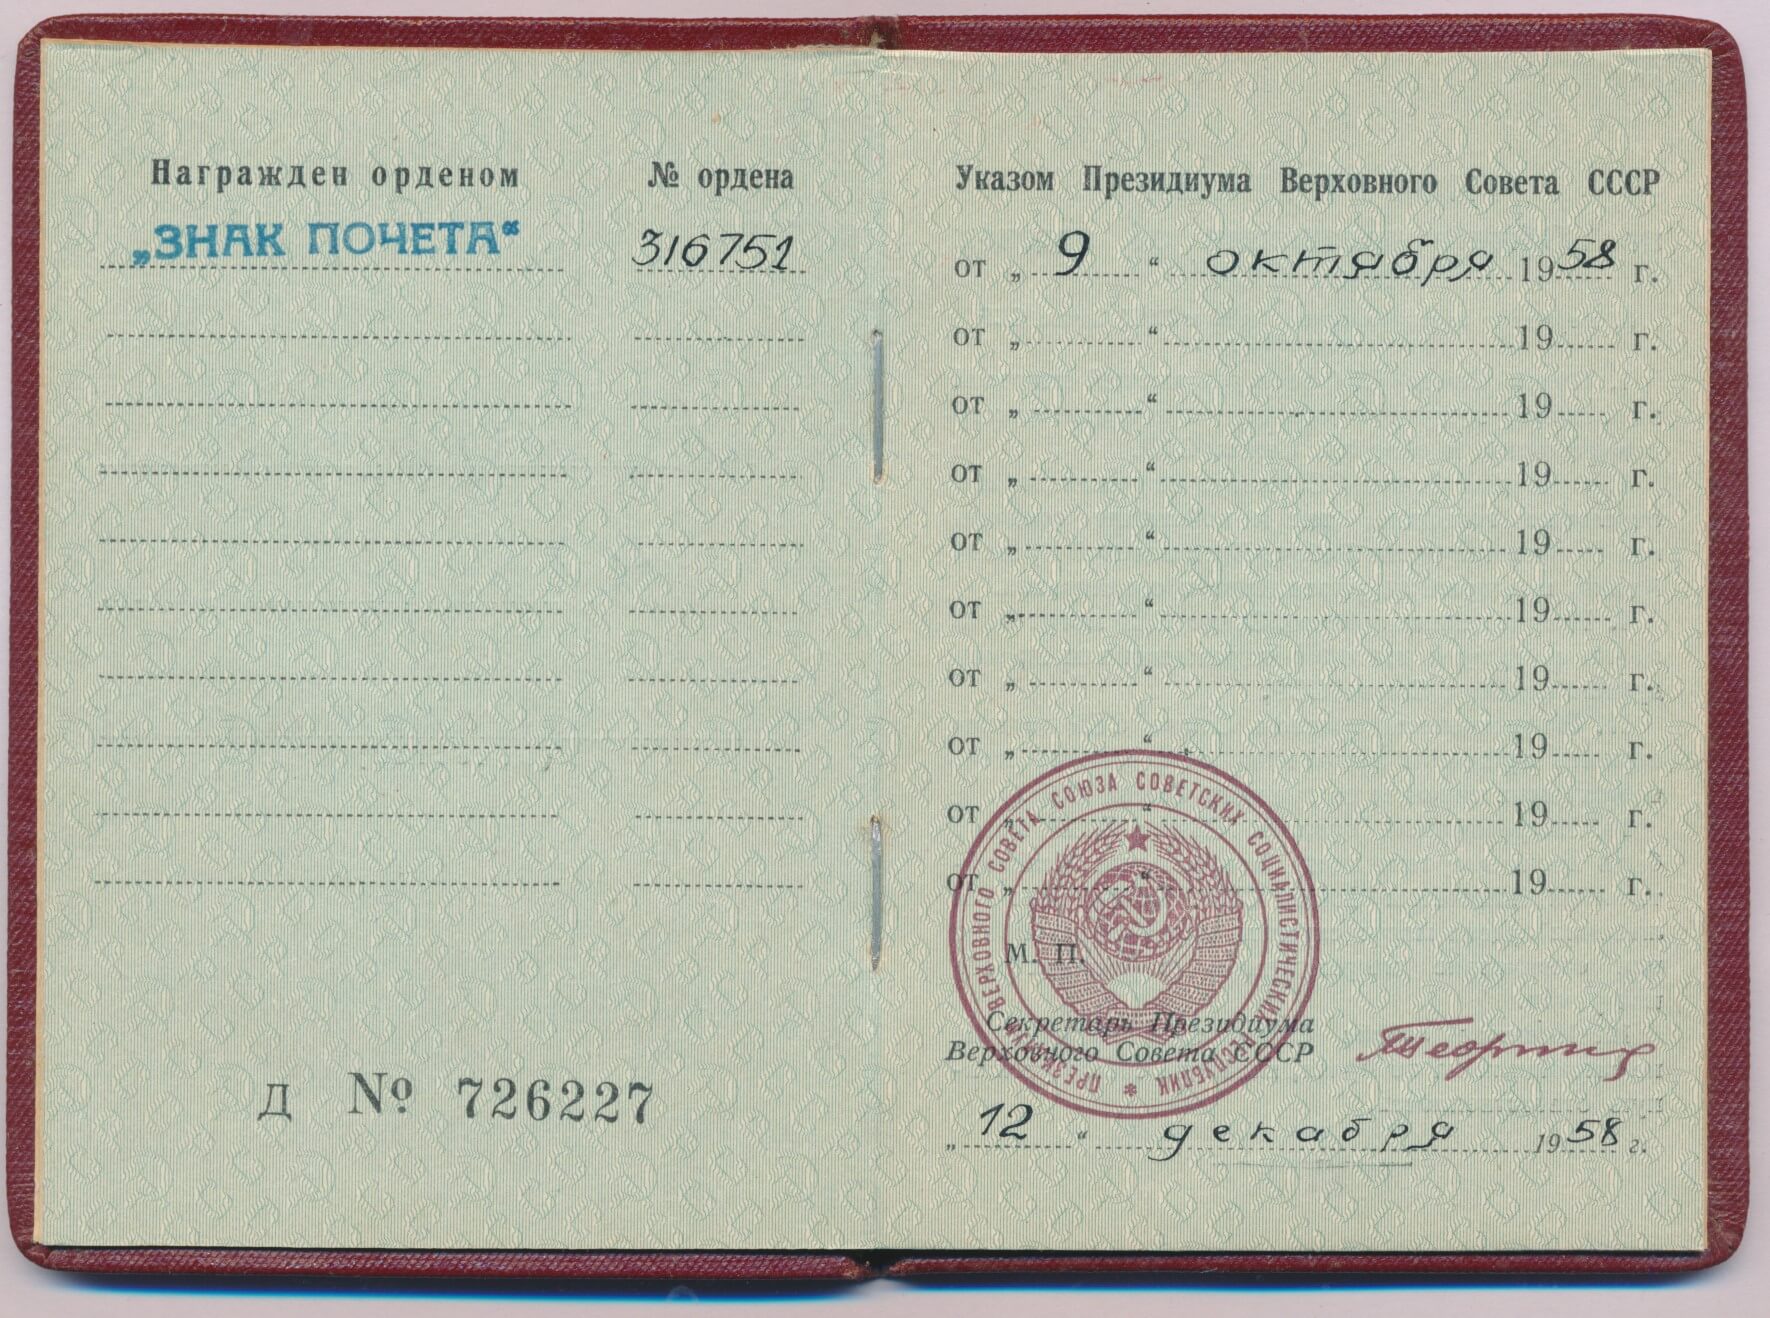 Награжден орденом
№ ордена
„ЗНАК ПОЧЕТА“
316751
Д № 726227
Указом Президиума Верховного Совета СССР
от „ 9 “ октября 1958 г.
от „ “ 19 г.
от „ “ 19 г.
от „ “ 19 г.
от „ “ 19 г.
от „ “ 19 г.
от „ “ 19 г.
от „ “ 19 г.
от „ “ 19 г.
от „ “ 19 г.
М. П.
ПРЕЗИДИУМ ВЕРХОВНОГО СОВЕТА СОЮЗА СОВЕТСКИХ СОЦИАЛИСТИЧЕСКИХ РЕСПУБЛИК *
Секретарь Президиума
Верховного Совета СССР
„ 12 “ декабря 1958 г.